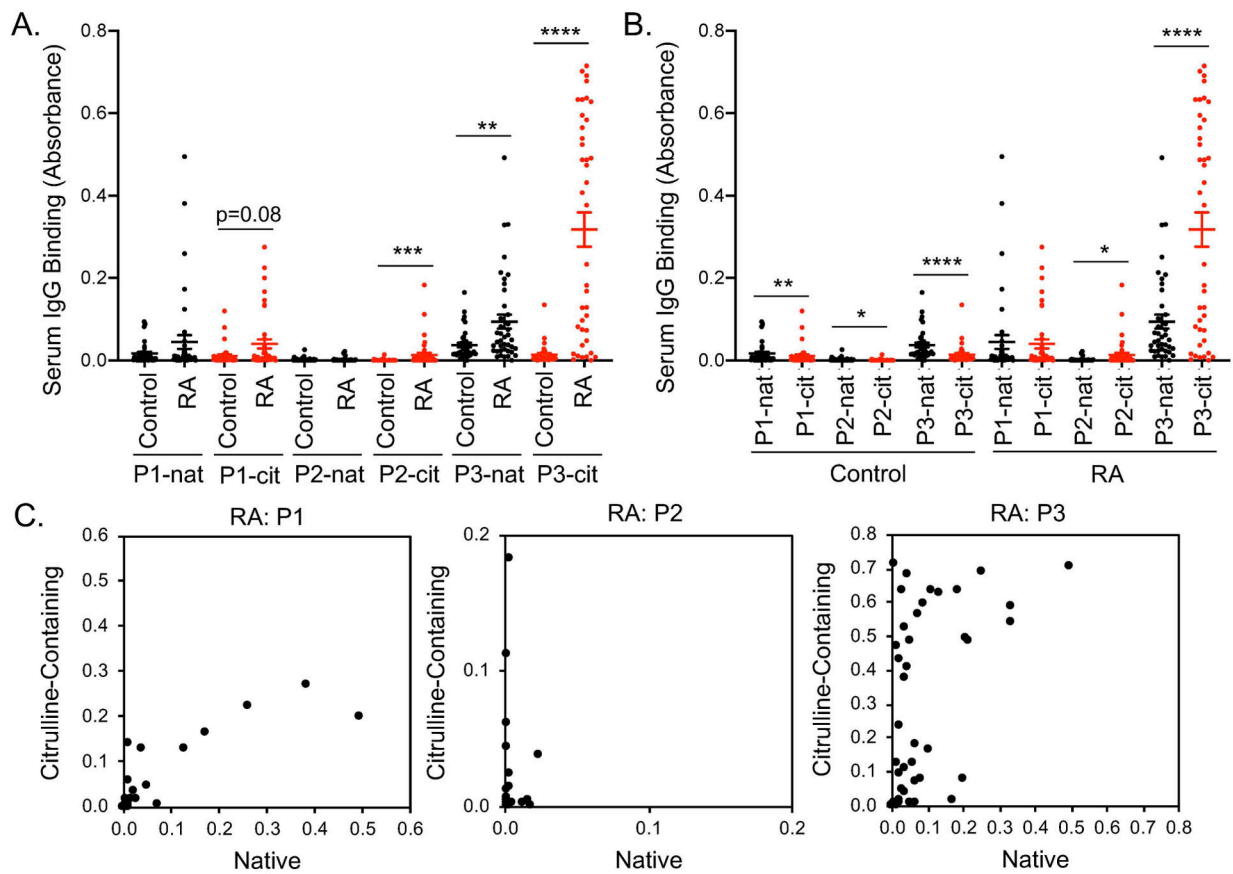 A.
Serum IgG Binding (Absorbance)
0.8
0.6
0.4
0.2
0.0
p=0.08
***
**
****
Control
RA
Control
RA
Control
RA
Control
RA
Control
RA
Control
RA
P1-nat
P1-cit
P2-nat
P2-cit
P3-nat
P3-cit
B.
Serum IgG Binding (Absorbance)
0.8
0.6
0.4
0.2
0.0
**
*
****
*
****
P1-nat
P1-cit
P2-nat
P2-cit
P3-nat
P3-cit
P1-nat
P1-cit
P2-nat
P2-cit
P3-nat
P3-cit
Control
RA
C.
RA: P1
Citrulline-Containing
0.6
0.5
0.4
0.3
0.2
0.1
0.0
0.0 0.1 0.2 0.3 0.4 0.5 0.6
Native
RA: P2
Citrulline-Containing
0.2
0.1
0.0
0.0 0.1 0.2
Native
RA: P3
Citrulline-Containing
0.8
0.7
0.6
0.5
0.4
0.3
0.2
0.1
0.0
0.0 0.1 0.2 0.3 0.4 0.5 0.6 0.7 0.8
Native